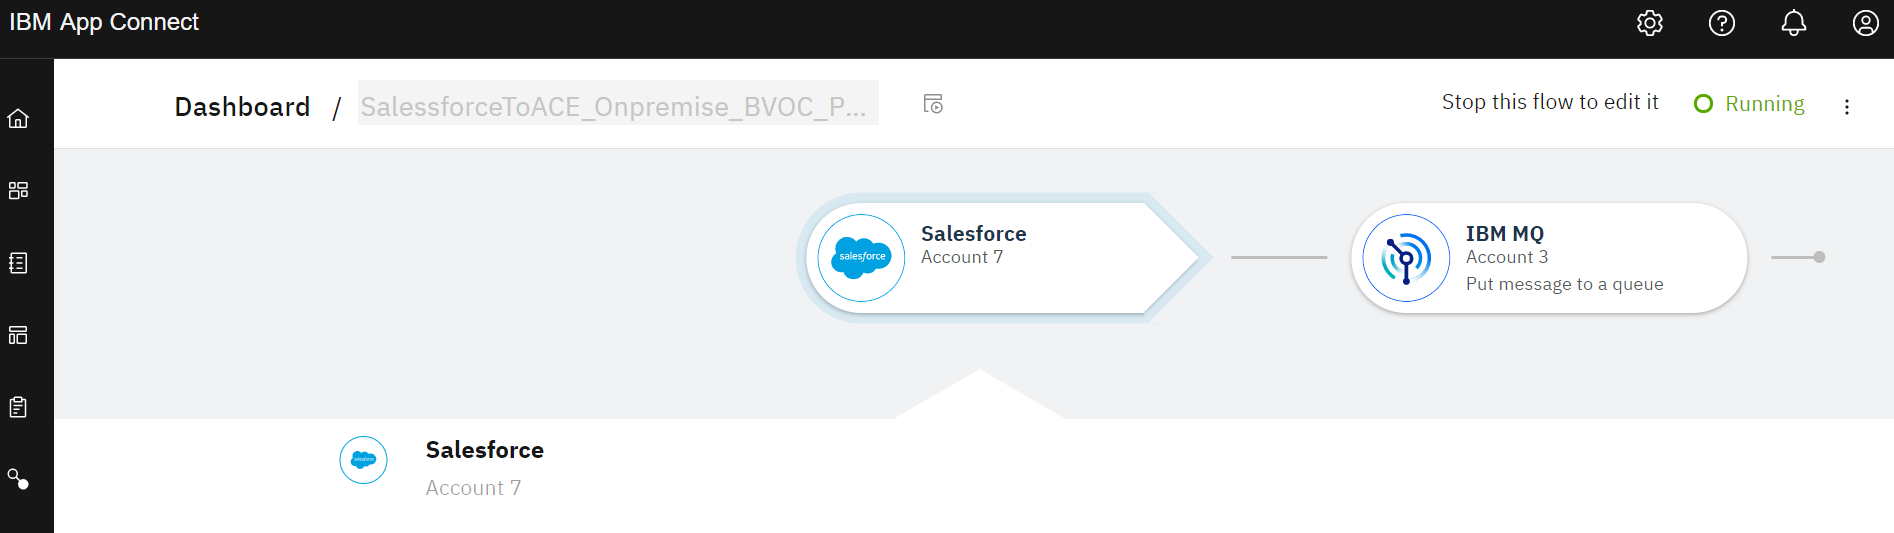 IBM App Connect
Dashboard / SalessforceToACE_Onpremise_BVOC_P... Stop this flow to edit it Running
salesforce
Salesforce
Account 7
IBM MQ
Account 3
Put message to a queue
salesforce
Salesforce
Account 7